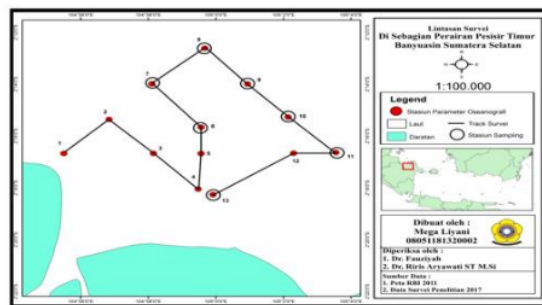 Lintasan Survei
Di Sebagian Perairan Pesisir Timur
Banyuasin Sumatera Selatan
1:100.000
Legend
Stasiun Parameter Oseanografi
Laut
Track Survei
Daratan
Stasiun Sampling
Dibuat oleh :
Mega Liyani
08051181320002
Diperiksa oleh :
1. Dr. Fauziyah
2. Dr. Riris Aryawati ST M.Si
Sumber Data :
1. Peta RBI 2011
2. Data Survei Penelitian 2017
8
7
9
2
10
6
1
3
5
12
11
4
13